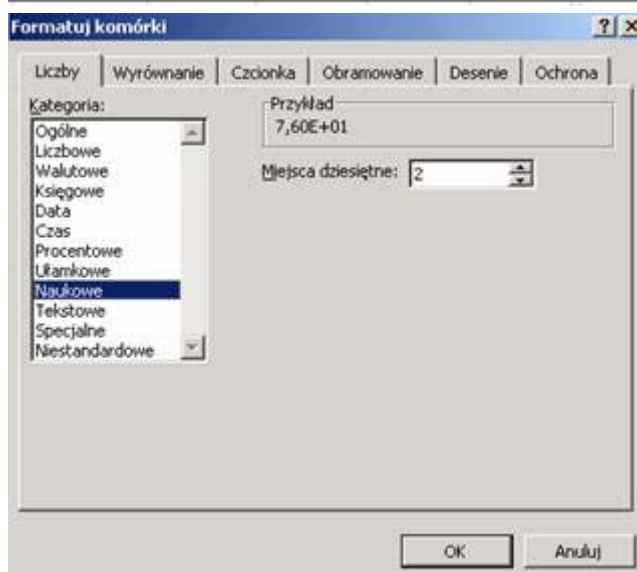 Formatuj komórki
Liczby Wyrównanie Czcionka Obramowanie Desenie Ochrona
Kategoria:
Ogólne
Liczbowe
Walutowe
Księgowe
Data
Czas
Procentowe
Ułamkowe
Naukowe
Tekstowe
Specjalne
Niestandardowe
Przykład
7,60E+01
Miejsca dziesiętne: 2
OK Anuluj